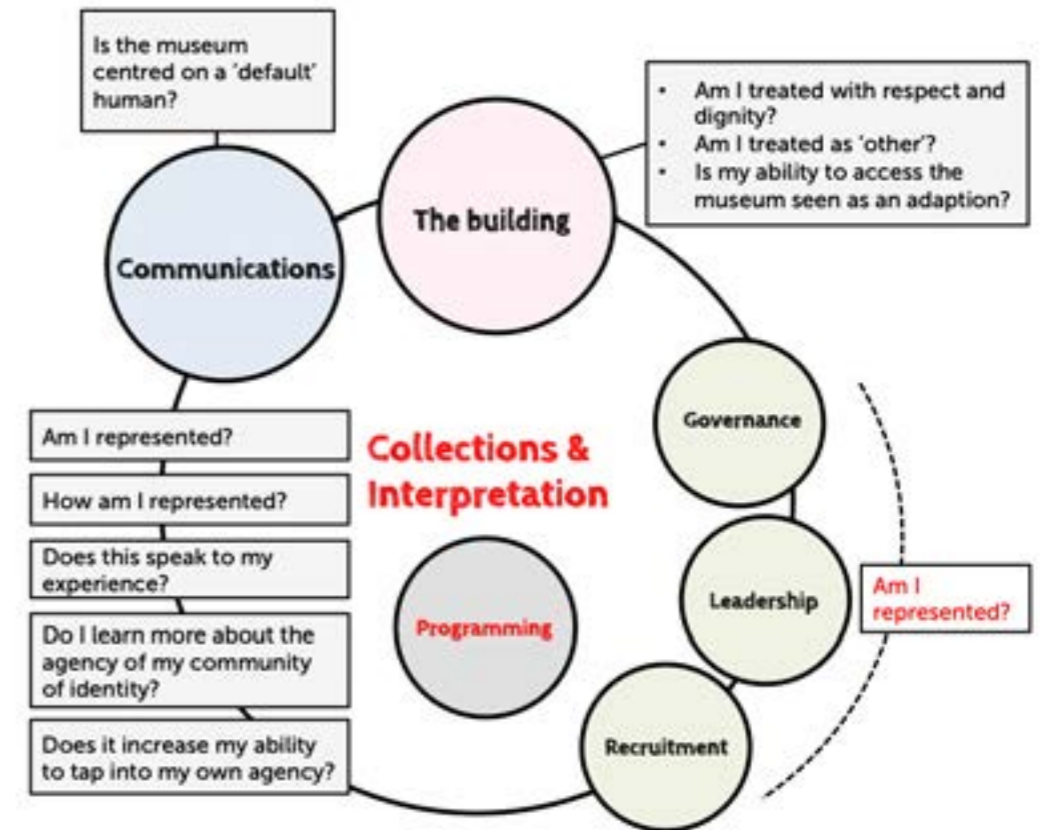 Is the museum
centred on a 'default'
human?
Communications
The building
• Am I treated with respect and
dignity?
• Am I treated as 'other'?
• Is my ability to access the
museum seen as an adaption?
Governance
Leadership
Recruitment
Am I
represented?
Collections &
Interpretation
Programming
Am I represented?
How am I represented?
Does this speak to my
experience?
Do I learn more about the
agency of my community
of identity?
Does it increase my ability
to tap into my own agency?